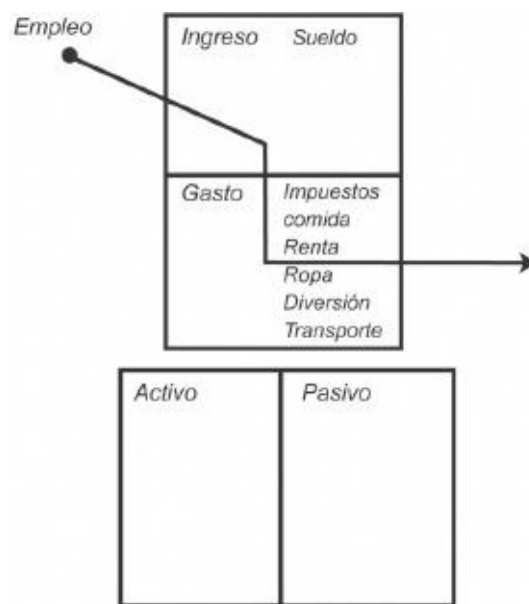 Empleo
Ingreso Sueldo
Gasto Impuestos
comida
Renta
Ropa
Diversión
Transporte
Activo Pasivo